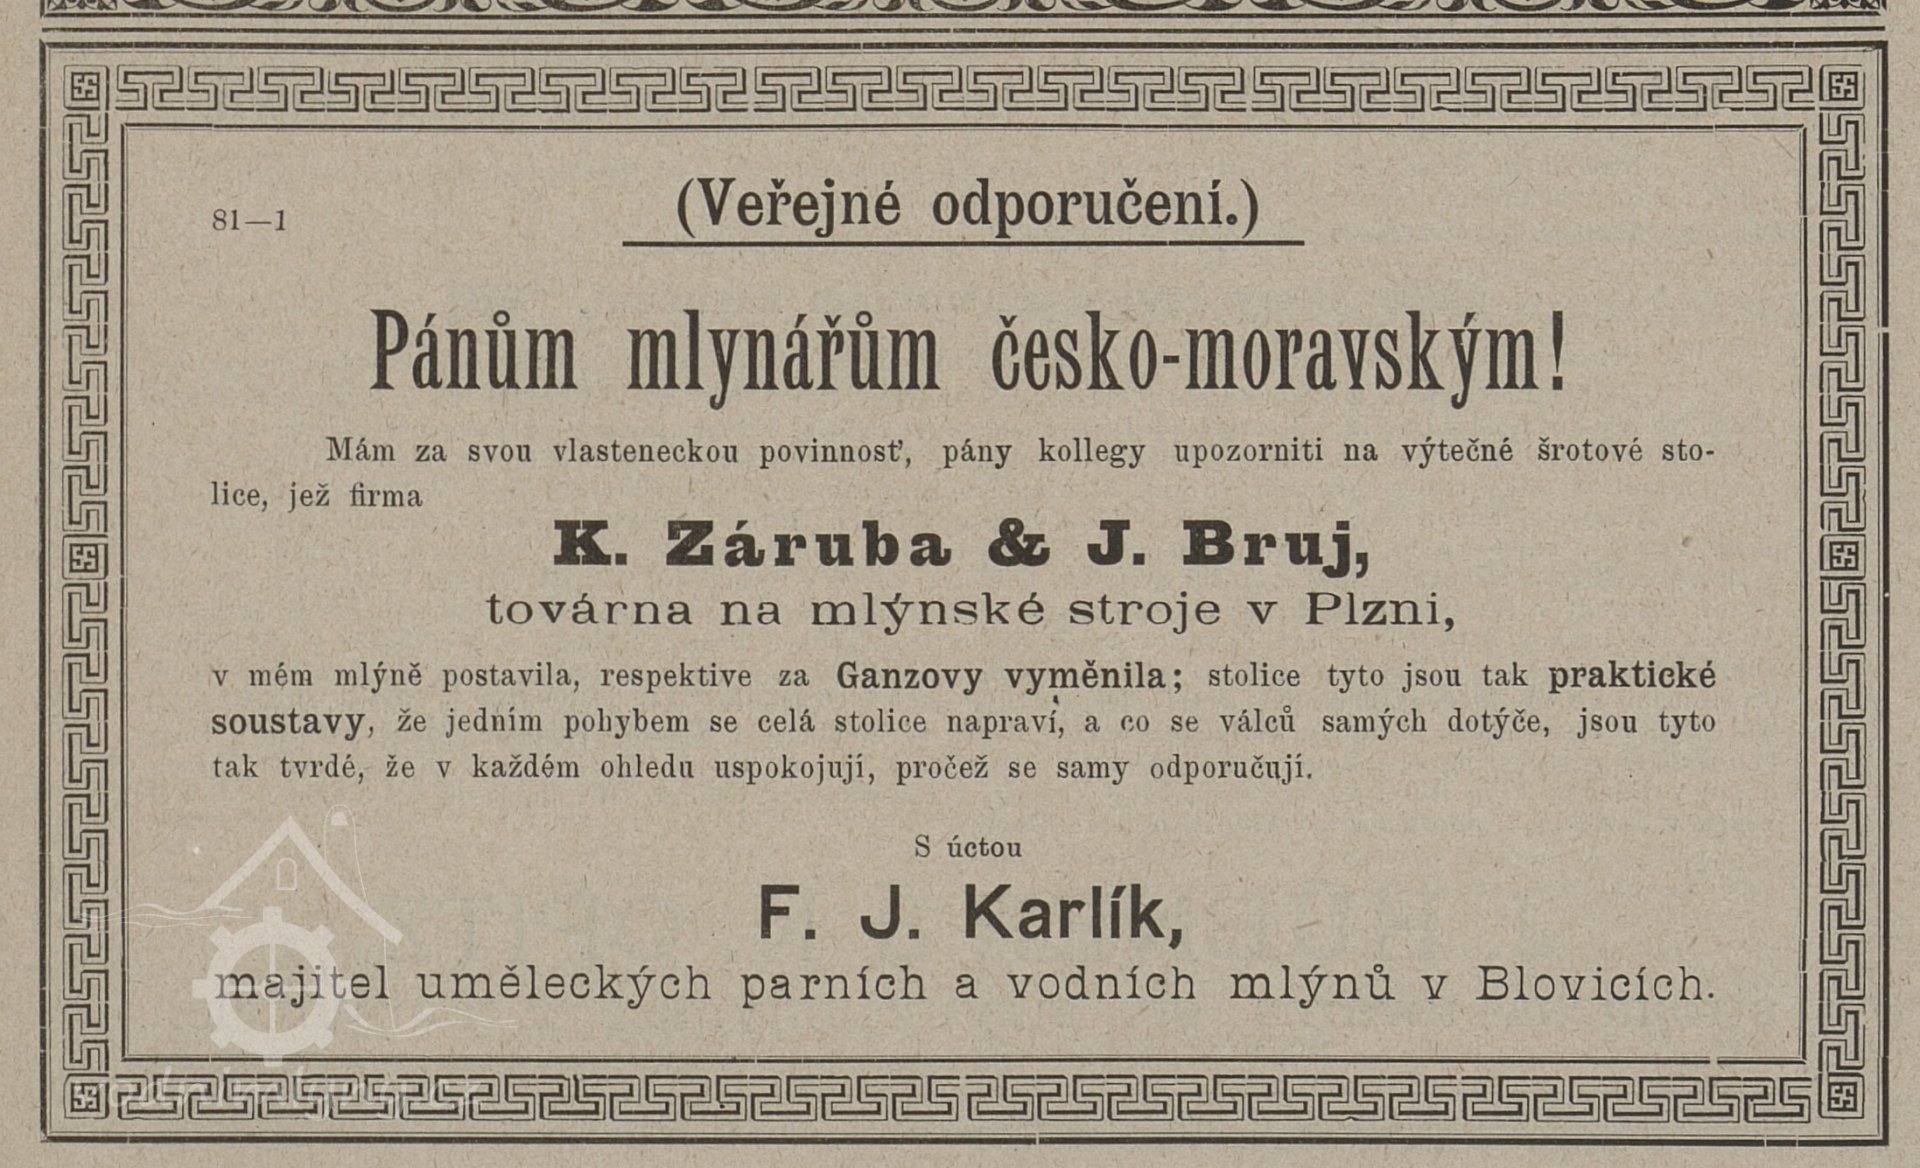 81—1
(Veřejné odporučení.)
Pánům mlynářům česko-moravským!
Mám za svou vlasteneckou povinnosť, pány kollegy upozorniti na výtečné šrotové sto-
lice, jež firma
K. Záruba & J. Bruj,
továrna na mlýnské stroje v Plzni,
v mém mlýně postavila, respektive za Ganzovy vyměnila; stolice tyto jsou tak praktické
soustavy, že jedním pohybem se celá stolice napraví, a co se válců samých dotýče, jsou tyto
tak tvrdé, že v každém ohledu uspokojují, pročež se samy odporučují.
S úctou
F. J. Karlík,
majitel uměleckých parních a vodních mlýnů v Blovicích.